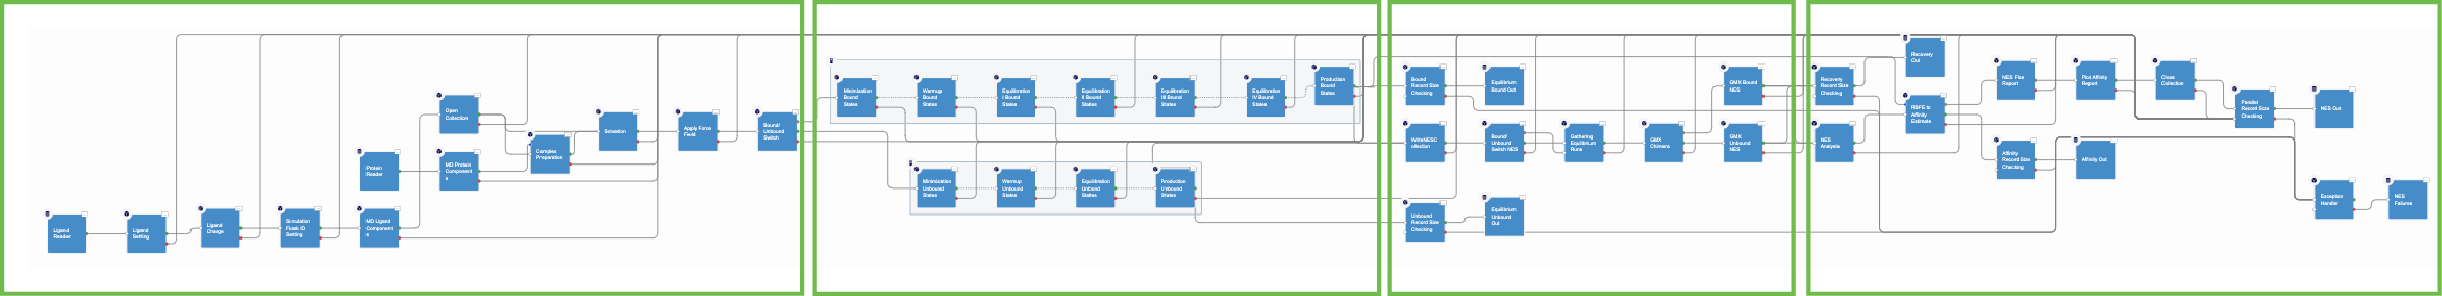 Ligand
Reader
Ligand
Setting
Ligand
Charge
Simulation
Flask ID
Setting
MD Ligand
Component
s
Protein
Reader
MD Protein
Component
s
Open
Collection
Complex
Preparation
Solvation
Apply Force
Field
Bound/
Unbound
Switch
Minimization
Bound
States
Warmup
Bound
States
Equilibration
I Bound
States
Equilibration
II Bound
States
Equilibration
III Bound
States
Equilibration
IV Bound
States
Production
Bound
States
Minimization
Unbound
States
Warmup
Unbound
States
Equilibration
Unbond
States
Production
Unbound
States
Bound
Record Size
Checking
Equilibrium
Bound Out
ollection
Bound/
Unbound
Switch NES
Gathering
Equilibrium
Runs
GMX
Chimera
GMX Bound
NES
GMX
Unbound
NES
Unbound
Record Size
Checking
Equilibrium
Unbound
Out
Recovery
Record Size
Checking
NES
Analysis
Recovery
Out
RBFE to
Affinity
Estimate
NES Floe
Report
Plot Affinity
Report
Close
Collection
Parallel
Record Size
Checking
NES Out
Affinity
Record Size
Checking
Affinity Out
Exception
Handler
NES
Failures